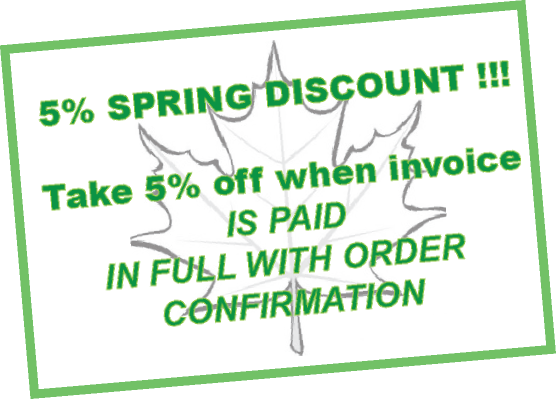 5% SPRING DISCOUNT !!!
Take 5% off when invoice
IS PAID
IN FULL WITH ORDER
CONFIRMATION